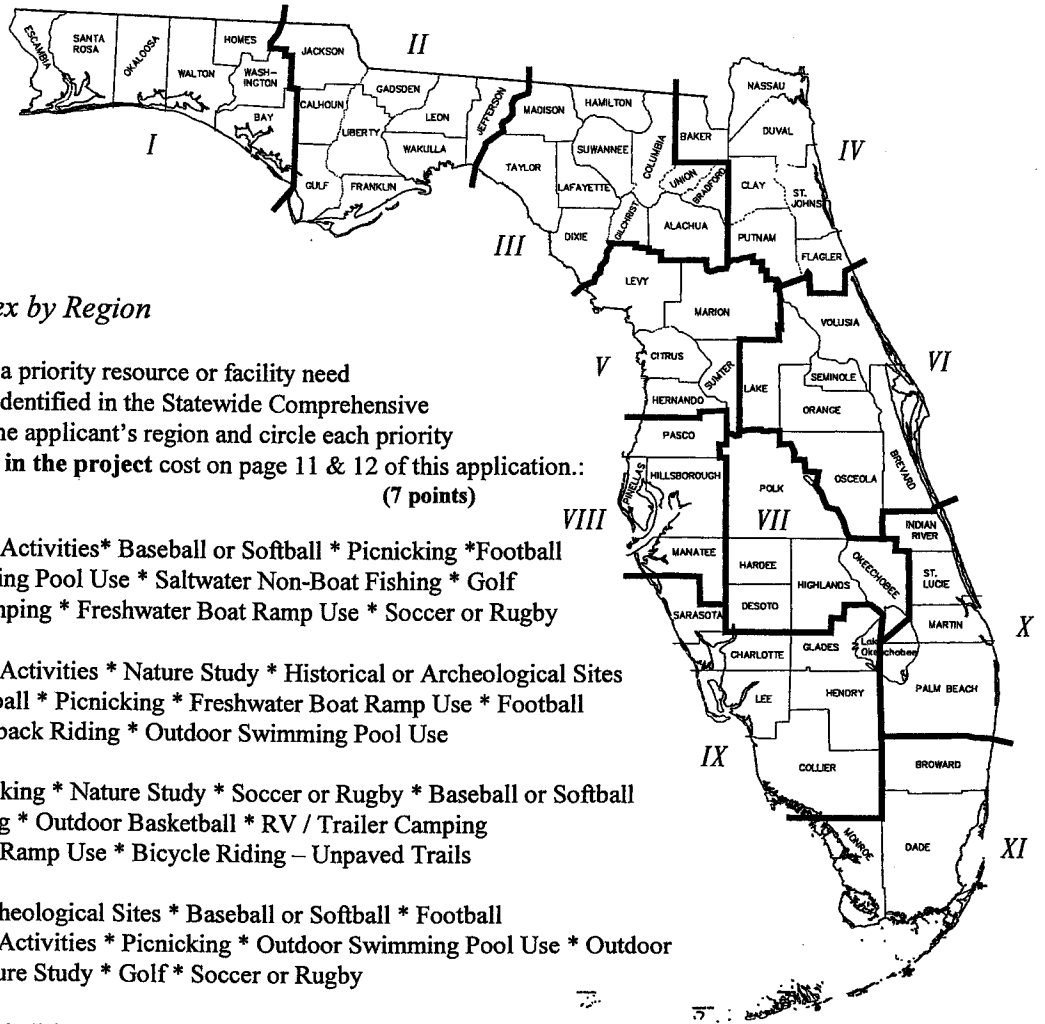 ESCAMBIA
SANTA
ROSA
OKALOOSA
WALTON
HOMES
WASH-
INGTON
BAY
I
JACKSON
II
CALHOUN
GADSDEN
LIBERTY
LEON
WAKULLA
JEFFERSON
GULF
FRANKLIN
MADISON
HAMILTON
TAYLOR
SUWANNEE
COLUMBIA
LAFAYETTE
DIXIE
GILCHRIST
UNION
BRADFORD
ALACHUA
III
BAKER
NASSAU
DUVAL
IV
CLAY
ST.
JOHNS
PUTNAM
FLAGLER
LEVY
MARION
CITRUS
SUMTER
HERNANDO
V
VOLUSIA
LAKE
SEMINOLE
ORANGE
VI
OSCEOLA
BREVARD
PASCO
PINELLAS
HILLSBOROUGH
MANATEE
VIII
POLK
VII
HARDEE
HIGHLANDS
DESOTO
OKEECHOBEE
INDIAN
RIVER
ST.
LUCIE
MARTIN
X
SARASOTA
CHARLOTTE
GLADES
Lake
Okeechobee
LEE
HENDRY
PALM BEACH
IX
COLLIER
BROWARD
MONROE
DADE
XI
ex by Region
a priority resource or facility need
dentified in the Statewide Comprehensive
ne applicant's region and circle each priority
in the project cost on page 11 & 12 of this application.:
(7 points)
Activities* Baseball or Softball * Picnicking *Football
ing Pool Use * Saltwater Non-Boat Fishing * Golf
nping * Freshwater Boat Ramp Use * Soccer or Rugby
Activities * Nature Study * Historical or Archeological Sites
ball * Picnicking * Freshwater Boat Ramp Use * Football
back Riding * Outdoor Swimming Pool Use
king * Nature Study * Soccer or Rugby * Baseball or Softball
g * Outdoor Basketball * RV / Trailer Camping
Ramp Use * Bicycle Riding – Unpaved Trails
heological Sites * Baseball or Softball * Football
Activities * Picnicking * Outdoor Swimming Pool Use * Outdoor
ure Study * Golf * Soccer or Rugby